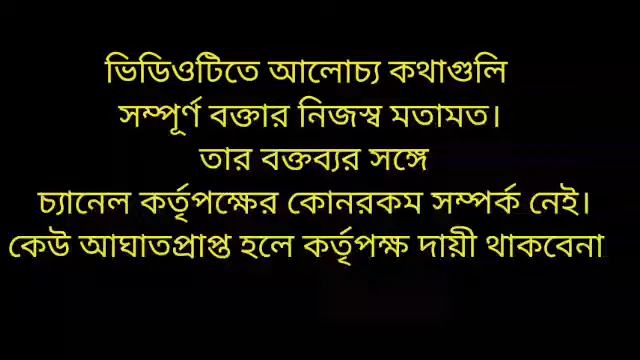 ভিডিওটিতে আলোচ্য কথাগুলি
সম্পূর্ণ বক্তার নিজস্ব মতামত।
তার বক্তব্যর সঙ্গে
চ্যানেল কর্তৃপক্ষের কোনরকম সম্পর্ক নেই।
কেউ আঘাতপ্রাপ্ত হলে কর্তৃপক্ষ দায়ী থাকবেনা